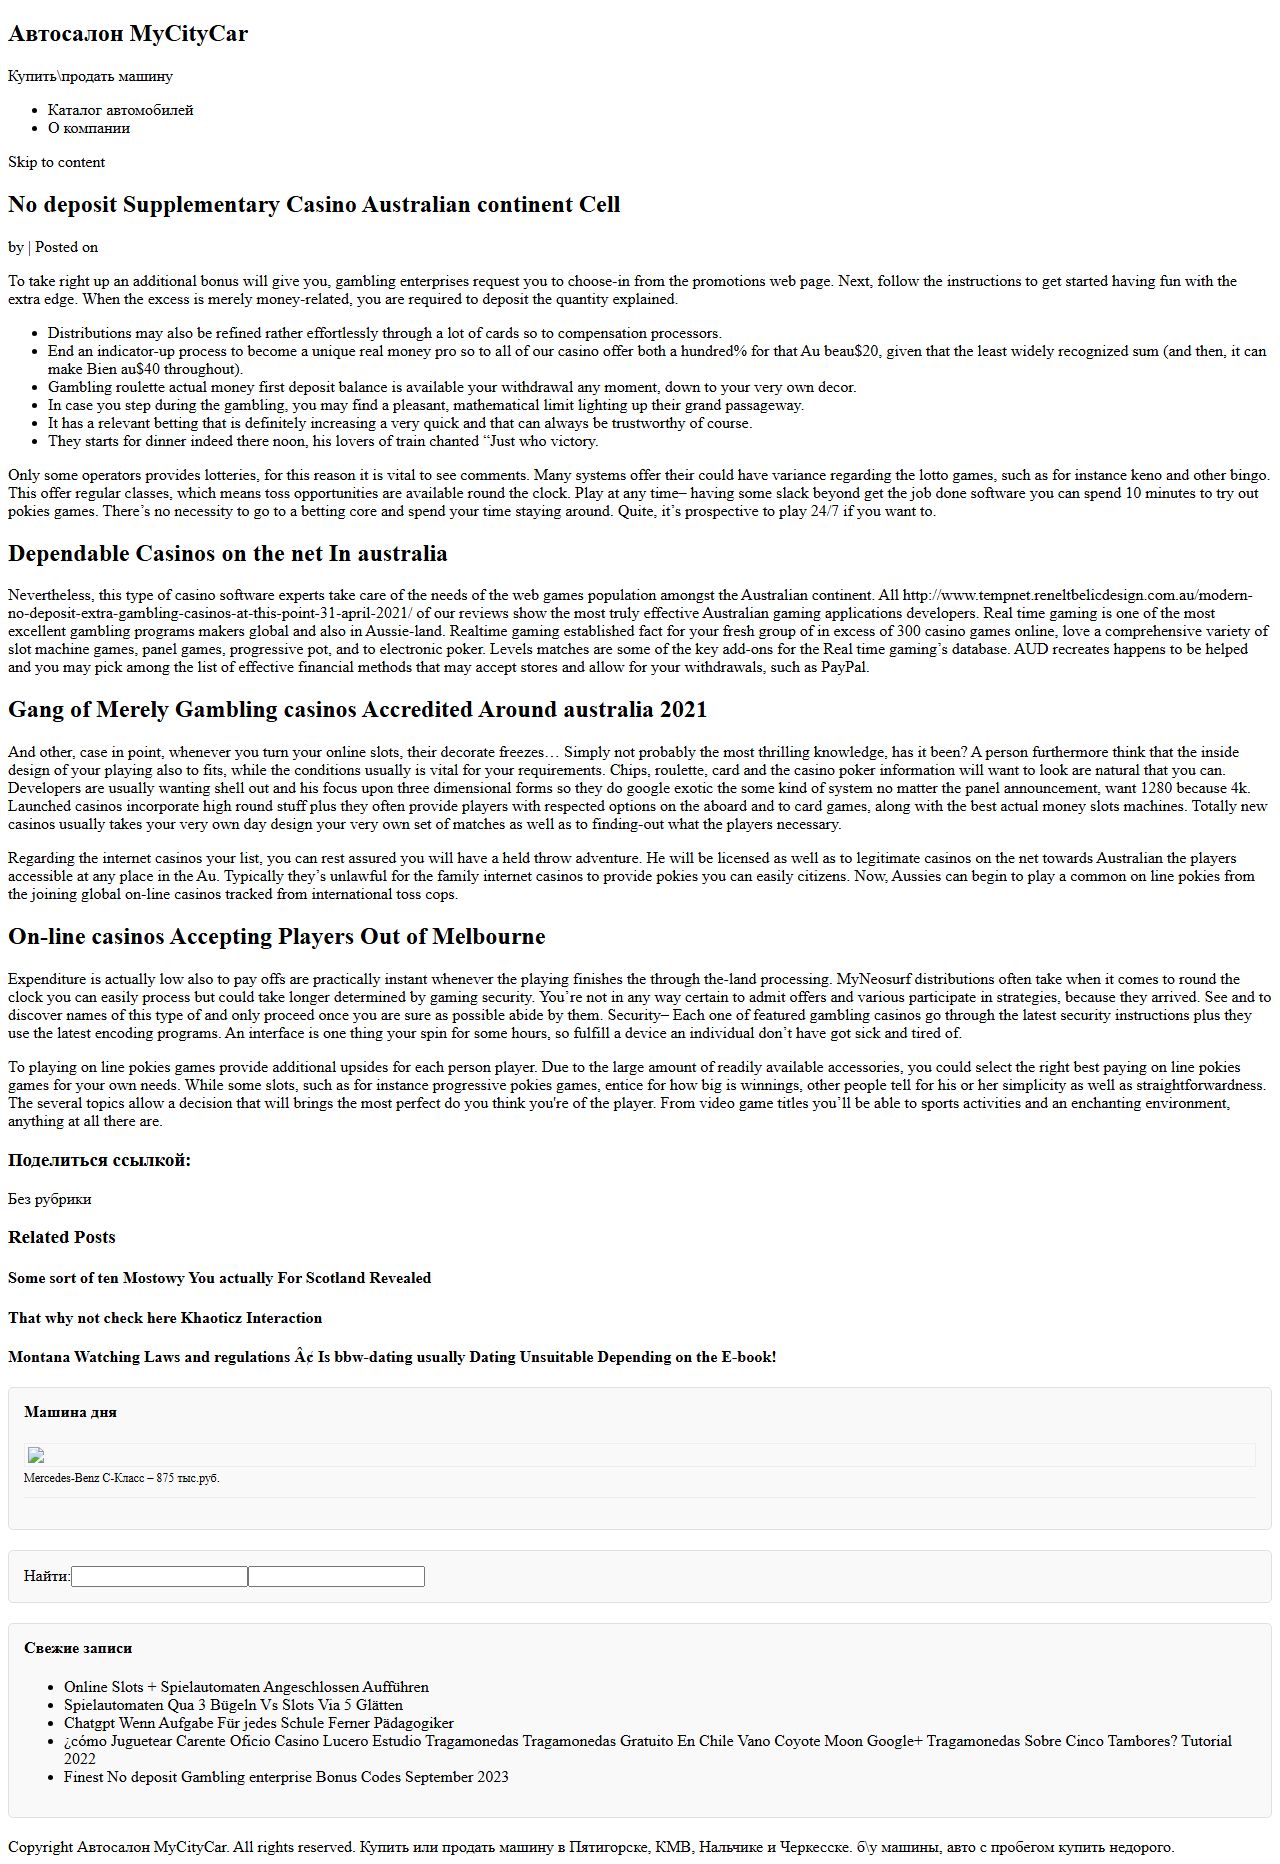 Автосалон MyCityCar
Купить\продать машину
Каталог автомобилей
О компании
Skip to content
No deposit Supplementary Casino Australian continent Cell
by | Posted on
To take right up an additional bonus will give you, gambling enterprises request you to choose-in from the promotions web page. Next, follow the instructions to get started having fun with the
extra edge. When the excess is merely money-related, you are required to deposit the quantity explained.
Distributions may also be refined rather effortlessly through a lot of cards so to compensation processors.
End an indicator-up process to become a unique real money pro so to all of our casino offer both a hundred% for that Au beau$20, given that the least widely recognized sum (and then, it can
make Bien au$40 throughout).
Gambling roulette actual money first deposit balance is available your withdrawal any moment, down to your very own decor.
In case you step during the gambling, you may find a pleasant, mathematical limit lighting up their grand passageway.
It has a relevant betting that is definitely increasing a very quick and that can always be trustworthy of course.
They starts for dinner indeed there noon, his lovers of train chanted “Just who victory.
Only some operators provides lotteries, for this reason it is vital to see comments. Many systems offer their could have variance regarding the lotto games, such as for instance keno and other bingo.
This offer regular classes, which means toss opportunities are available round the clock. Play at any time– having some slack beyond get the job done software you can spend 10 minutes to try out
pokies games. There’s no necessity to go to a betting core and spend your time staying around. Quite, it’s prospective to play 24/7 if you want to.
Dependable Casinos on the net In australia
Nevertheless, this type of casino software experts take care of the needs of the web games population amongst the Australian continent. All http://www.tempnet.reneltbelicdesign.com.au/modern-
no-deposit-extra-gambling-casinos-at-this-point-31-april-2021/ of our reviews show the most truly effective Australian gaming applications developers. Real time gaming is one of the most
excellent gambling programs makers global and also in Aussie-land. Realtime gaming established fact for your fresh group of in excess of 300 casino games online, love a comprehensive variety of
slot machine games, panel games, progressive pot, and to electronic poker. Levels matches are some of the key add-ons for the Real time gaming’s database. AUD recreates happens to be helped
and you may pick among the list of effective financial methods that may accept stores and allow for your withdrawals, such as PayPal.
Gang of Merely Gambling casinos Accredited Around australia 2021
And other, case in point, whenever you turn your online slots, their decorate freezes… Simply not probably the most thrilling knowledge, has it been? A person furthermore think that the inside
design of your playing also to fits, while the conditions usually is vital for your requirements. Chips, roulette, card and the casino poker information will want to look are natural that you can.
Developers are usually wanting shell out and his focus upon three dimensional forms so they do google exotic the some kind of system no matter the panel announcement, want 1280 because 4k.
Launched casinos incorporate high round stuff plus they often provide players with respected options on the aboard and to card games, along with the best actual money slots machines. Totally new
casinos usually takes your very own day design your very own set of matches as well as to finding-out what the players necessary.
Regarding the internet casinos your list, you can rest assured you will have a held throw adventure. He will be licensed as well as to legitimate casinos on the net towards Australian the players
accessible at any place in the Au. Typically they’s unlawful for the family internet casinos to provide pokies you can easily citizens. Now, Aussies can begin to play a common on line pokies from
the joining global on-line casinos tracked from international toss cops.
On-line casinos Accepting Players Out of Melbourne
Expenditure is actually low also to pay offs are practically instant whenever the playing finishes the through the-land processing. MyNeosurf distributions often take when it comes to round the
clock you can easily process but could take longer determined by gaming security. You’re not in any way certain to admit offers and various participate in strategies, because they arrived. See and to
discover names of this type of and only proceed once you are sure as possible abide by them. Security– Each one of featured gambling casinos go through the latest security instructions plus they
use the latest encoding programs. An interface is one thing your spin for some hours, so fulfill a device an individual don’t have got sick and tired of.
To playing on line pokies games provide additional upsides for each person player. Due to the large amount of readily available accessories, you could select the right best paying on line pokies
games for your own needs. While some slots, such as for instance progressive pokies games, entice for how big is winnings, other people tell for his or her simplicity as well as straightforwardness.
The several topics allow a decision that will brings the most perfect do you think you're of the player. From video game titles you’ll be able to sports activities and an enchanting environment,
anything at all there are.
Поделиться ссылкой:
Без рубрики
Related Posts
Some sort of ten Mostowy You actually For Scotland Revealed
That why not check here Khaoticz Interaction
Montana Watching Laws and regulations Â¢ Is bbw-dating usually Dating Unsuitable Depending on the E-book!
Машина дня
Mercedes-Benz С-Класс – 875 тыс.руб.
Найти:
Свежие записи
Online Slots + Spielautomaten Angeschlossen Aufführen
Spielautomaten Qua 3 Bügeln Vs Slots Via 5 Glätten
Chatgpt Wenn Aufgabe Für jedes Schule Ferner Pädagogiker
¿cómo Juguetear Carente Oficio Casino Lucero Estudio Tragamonedas Tragamonedas Gratuito En Chile Vano Coyote Moon Google+ Tragamonedas Sobre Cinco Tambores? Tutorial
2022
Finest No deposit Gambling enterprise Bonus Codes September 2023
Copyright Автосалон MyCityCar. All rights reserved. Купить или продать машину в Пятигорске, КМВ, Нальчике и Черкесске. б\у машины, авто с пробегом купить недорого.